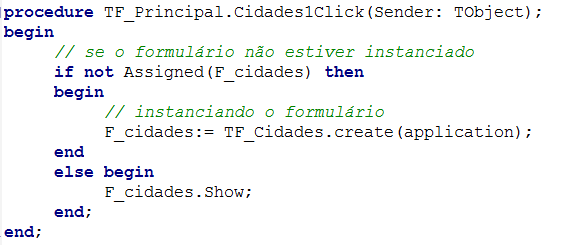 procedure TF_Principal.Cidades1Click(Sender: TObject);
begin
// se o formulário não estiver instanciado
if not Assigned(F_cidades) then
begin
// instanciando o formulário
F_cidades:= TF_Cidades.create(application);
end
else begin
F_cidades.Show;
end;
end;